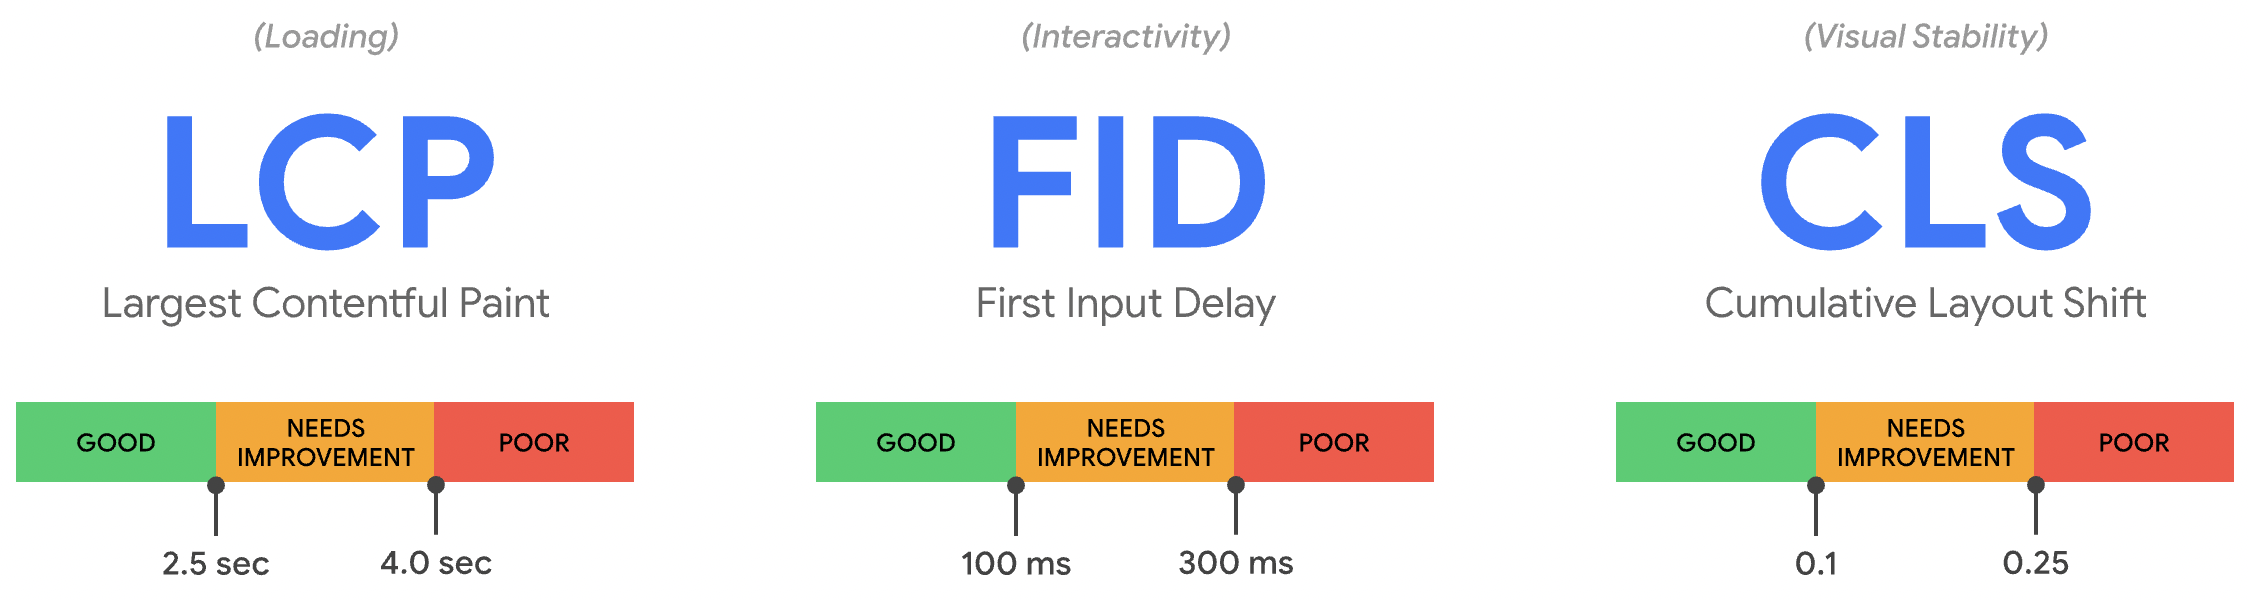 (Loading)
LCP
Largest Contentful Paint
GOOD
NEEDS
IMPROVEMENT
POOR
2.5 sec
4.0 sec
(Interactivity)
FID
First Input Delay
GOOD
NEEDS
IMPROVEMENT
POOR
100 ms
300 ms
(Visual Stability)
CLS
Cumulative Layout Shift
GOOD
NEEDS
IMPROVEMENT
POOR
0.1
0.25